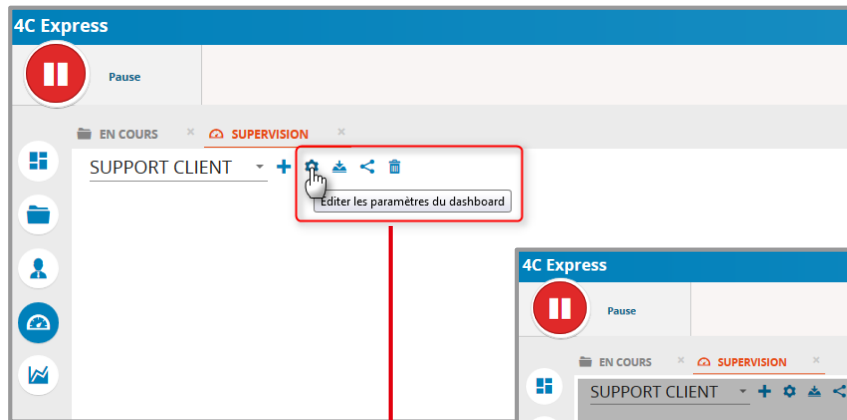 4C Express
Pause
EN COURS × SUPERVISION ×
SUPPORT CLIENT
Editer les paramètres du dashboard
4C Express
Pause
EN COURS × SUPERVISION ×
SUPPORT CLIENT